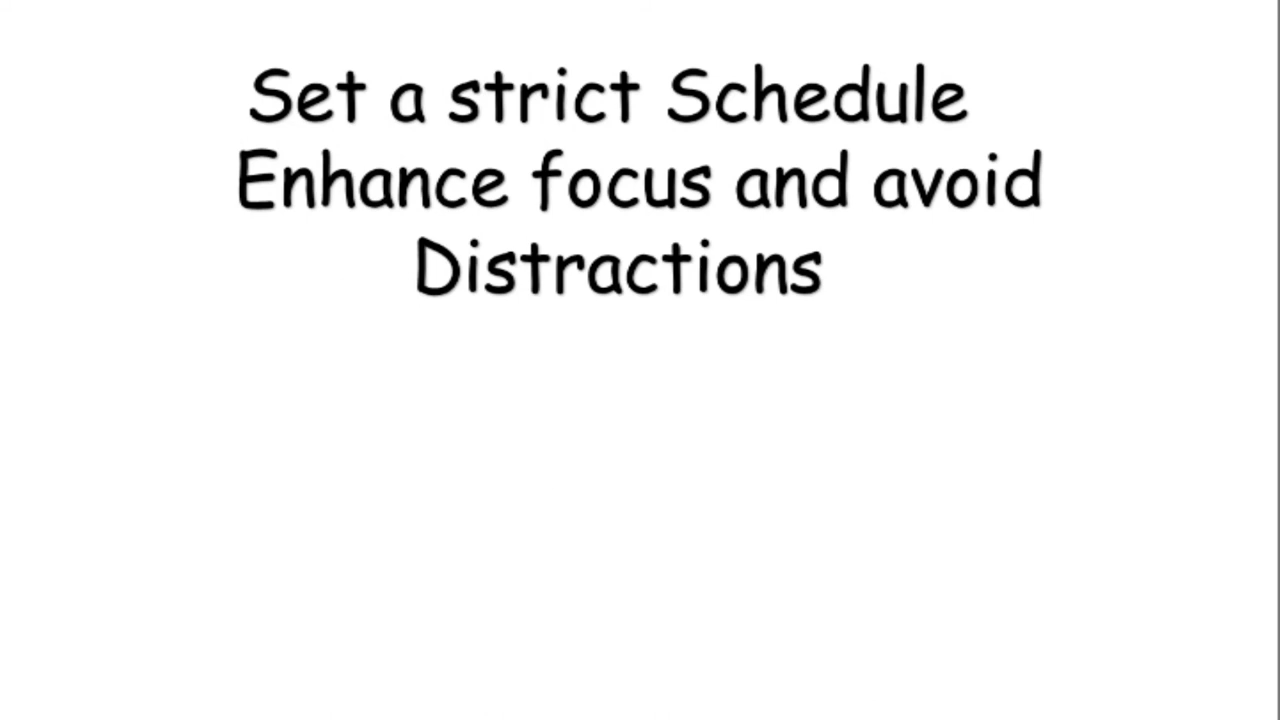 Set a strict Schedule
Enhance focus and avoid
Distractions